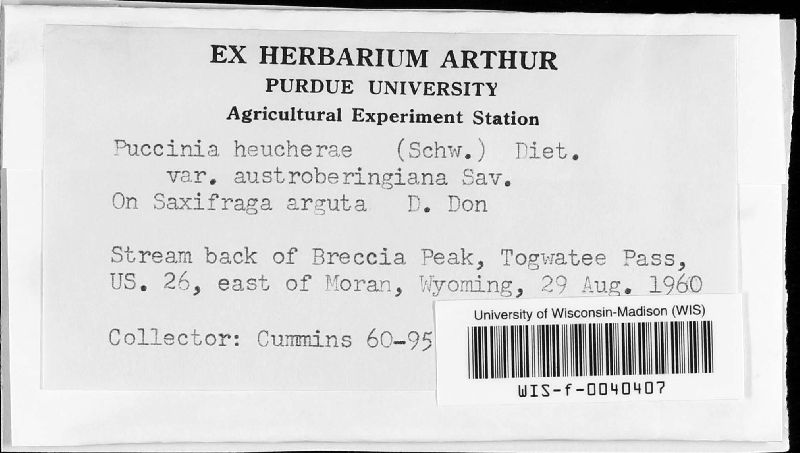 EX HERBARIUM ARTHUR
PURDUE UNIVERSITY
Agricultural Experiment Station
Puccinia heucherae (Schw.) Diet.
var. austroberingiana Sav.
On Saxifraga arguta D. Don
Stream back of Breccia Peak, Togwatee Pass,
US. 26, east of Moran, Wyoming, 29 Aug. 1960
Collector: Cummins 60-95
University of Wisconsin-Madison (WIS)
WIS-f-0040407